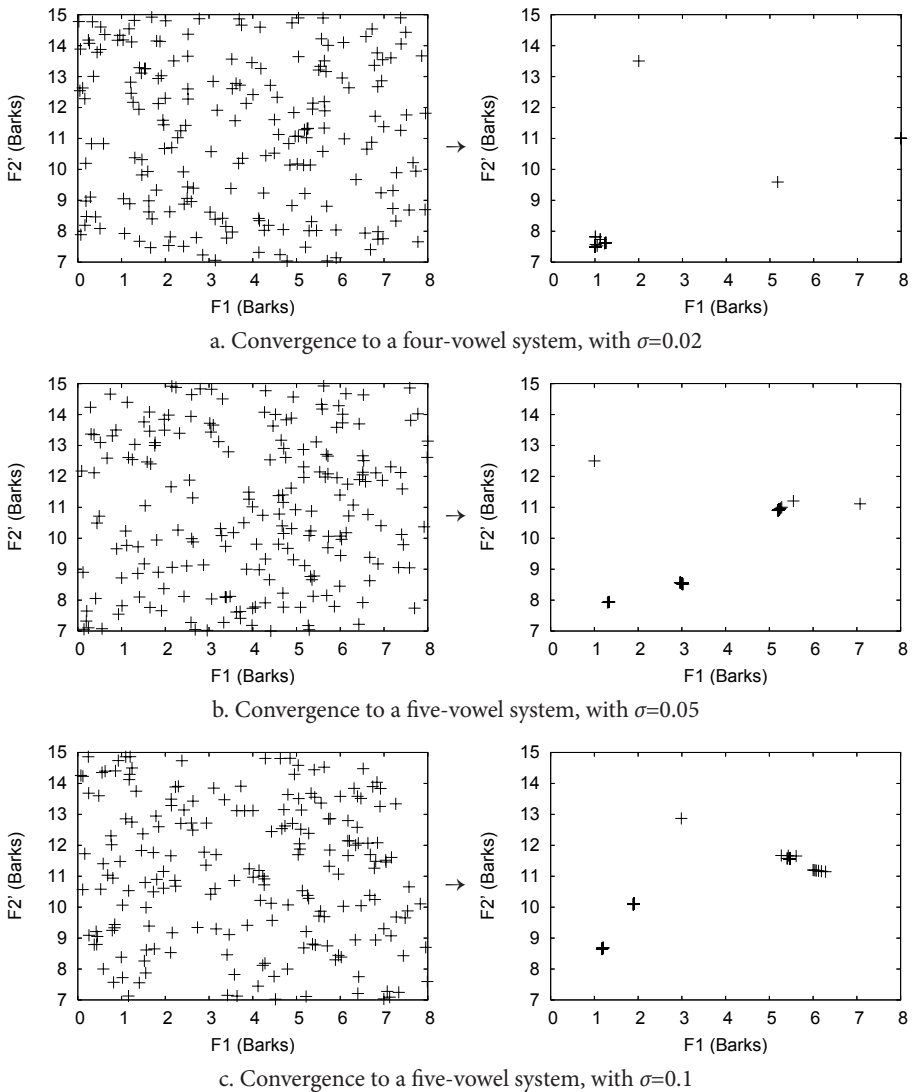 15
14
13
12
11
10
9
8
7
F2' (Barks)
0 1 2 3 4 5 6 7 8
F1 (Barks)
→
15
14
13
12
11
10
9
8
7
F2' (Barks)
0 1 2 3 4 5 6 7 8
F1 (Barks)
a. Convergence to a four-vowel system, with σ=0.02
15
14
13
12
11
10
9
8
7
F2' (Barks)
0 1 2 3 4 5 6 7 8
F1 (Barks)
→
15
14
13
12
11
10
9
8
7
F2' (Barks)
0 1 2 3 4 5 6 7 8
F1 (Barks)
b. Convergence to a five-vowel system, with σ=0.05
15
14
13
12
11
10
9
8
7
F2' (Barks)
0 1 2 3 4 5 6 7 8
F1 (Barks)
→
15
14
13
12
11
10
9
8
7
F2' (Barks)
0 1 2 3 4 5 6 7 8
F1 (Barks)
c. Convergence to a five-vowel system, with σ=0.1